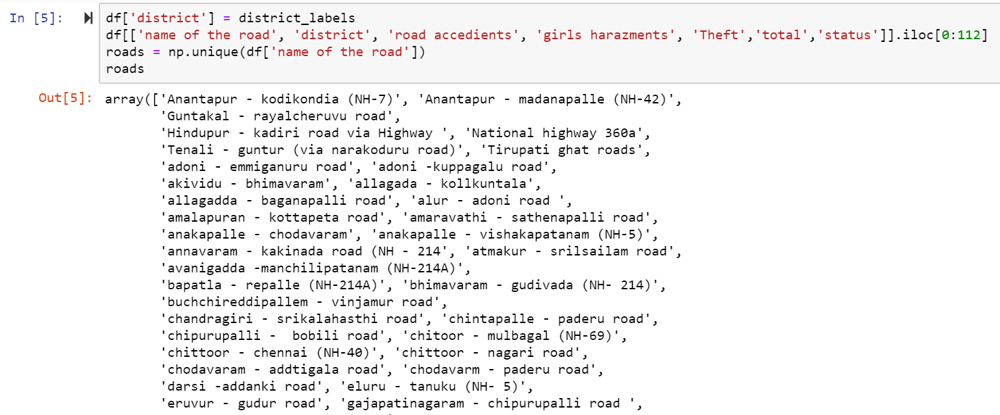 In [5]: df['district'] = district_labels
df[['name of the road', 'district', 'road accedients', 'girls harazments', 'Theft','total','status']].iloc[0:112]
roads = np.unique(df['name of the road'])
roads
Out[5]: array(['Anantapur - kodikondia (NH-7)', 'Anantapur - madanapalle (NH-42)',
'Guntakal - rayalcheruvu road',
'Hindupur - kadiri road via Highway ', 'National highway 360a',
'Tenali - guntur (via narakoduru road)', 'Tirupati ghat roads',
'adoni - emmiganuru road', 'adoni -kuppagalu road',
'akividu - bhimavaram', 'allagada - kollkuntala',
'allagadda - baganapalli road', 'alur - adoni road ',
'amalapuran - kottapeta road', 'amaravathi - sathenapalli road',
'anakapalle - chodavaram', 'anakapalle - vishakapatanam (NH-5)',
'annavaram - kakinada road (NH - 214', 'atmakur - srilsailam road',
'avanigadda -manchilipatanam (NH-214A)',
'bapatla - repalle (NH-214A)', 'bhimavaram - gudivada (NH- 214)',
'buchchireddipallem - vinjamur road',
'chandragiri - srikalahasthi road', 'chintapalle - paderu road',
'chipurupalli -  bobili road', 'chitoor - mulbagal (NH-69)',
'chittoor - chennai (NH-40)', 'chittoor - nagari road',
'chodavaram - addtigala road', 'chodavarm - paderu road',
'darsi -addanki road', 'eluru - tanuku (NH- 5)',
'eruvur - gudur road', 'gajapatinagaram - chipurupalli road ',